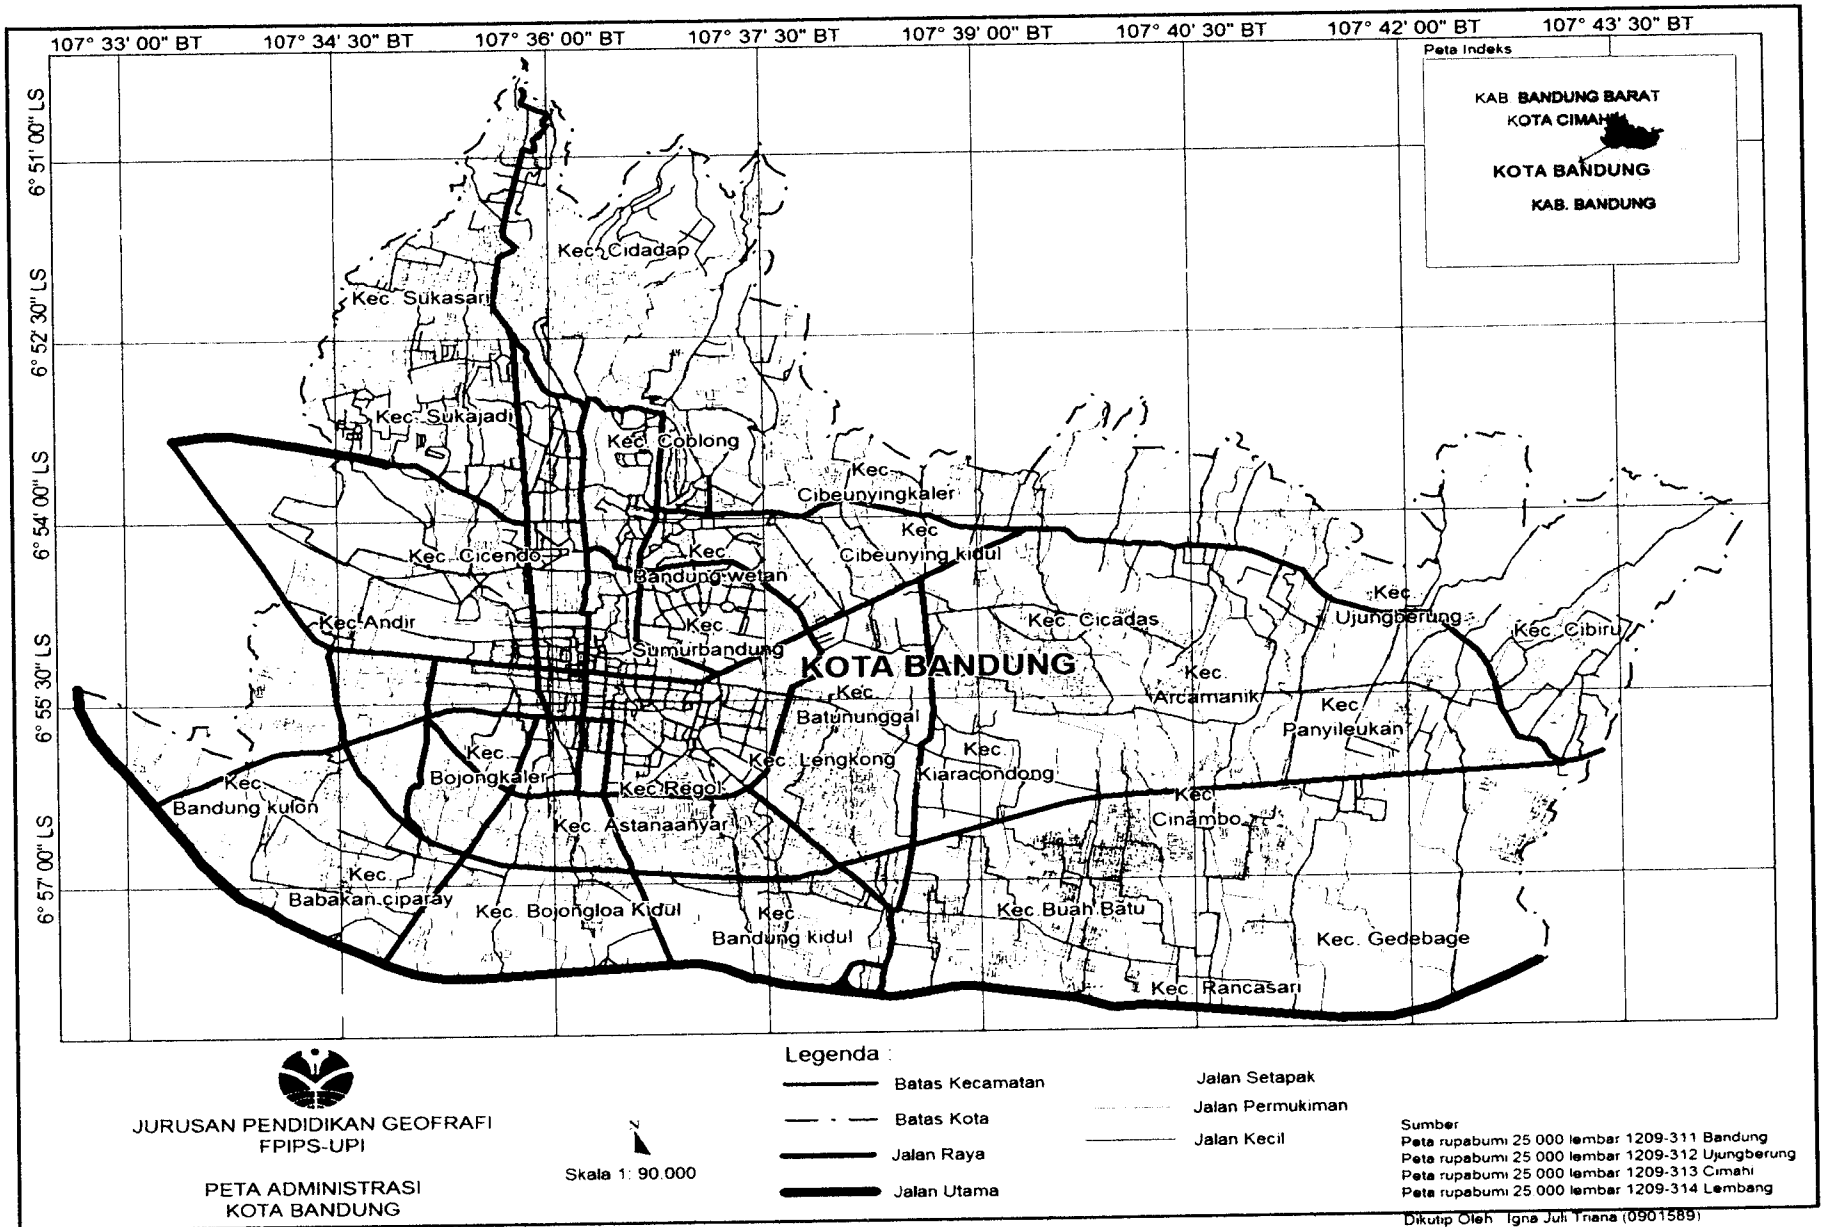 107° 33' 00" BT 107° 34' 30" BT 107° 36' 00" BT 107° 37' 30" BT 107° 39' 00" BT 107° 40' 30" BT 107° 42' 00" BT 107° 43' 30" BT
Peta Indeks
KAB BANDUNG BARAT
KOTA CIMAHI
KOTA BANDUNG
KAB. BANDUNG
6° 51' 00" LS
6° 52' 30" LS
6° 54' 00" LS
6° 55' 30" LS
6° 57' 00" LS
Kec. Cidadap
Kec. Sukasari
Kec. Sukajadi
Kec. Coblong
Kec
Cibeunyingkaler
Kec
Cibeunying kidul
Kec. Cicendo
Kec
Bandung wetan
Kec Andir
Kec
Sumurbandung
Kec. Cicadas
Kec
Ujungberung
Kec. Cibiru
KOTA BANDUNG
Kec
Arcamanik
Kec
Batununggal
Kec
Panyileukan
Kec
Bojongkaler
Kec. Lengkong
Kec
Kiaracondong
Kec
Bandung kulon
Kec.Regol
Kec
Cinambo
Kec. Astanaanyar
Kec.
Babakan ciparay
Kec. Bojongloa Kidul
Kec
Bandung kidul
Kec.Buah Batu
Kec. Gedebage
Kec. Rancasari
JURUSAN PENDIDIKAN GEOFRAFI
FPIPS-UPI
PETA ADMINISTRASI
KOTA BANDUNG
N
Skala 1: 90.000
Legenda :
Batas Kecamatan
Batas Kota
Jalan Raya
Jalan Utama
Jalan Setapak
Jalan Permukiman
Jalan Kecil
Sumber
Peta rupabumi 25 000 lembar 1209-311 Bandung
Peta rupabumi 25 000 lembar 1209-312 Ujungberung
Peta rupabumi 25 000 lembar 1209-313 Cimahi
Peta rupabumi 25 000 lembar 1209-314 Lembang
Dikutip Oleh Igna Juli Triana (0901589)